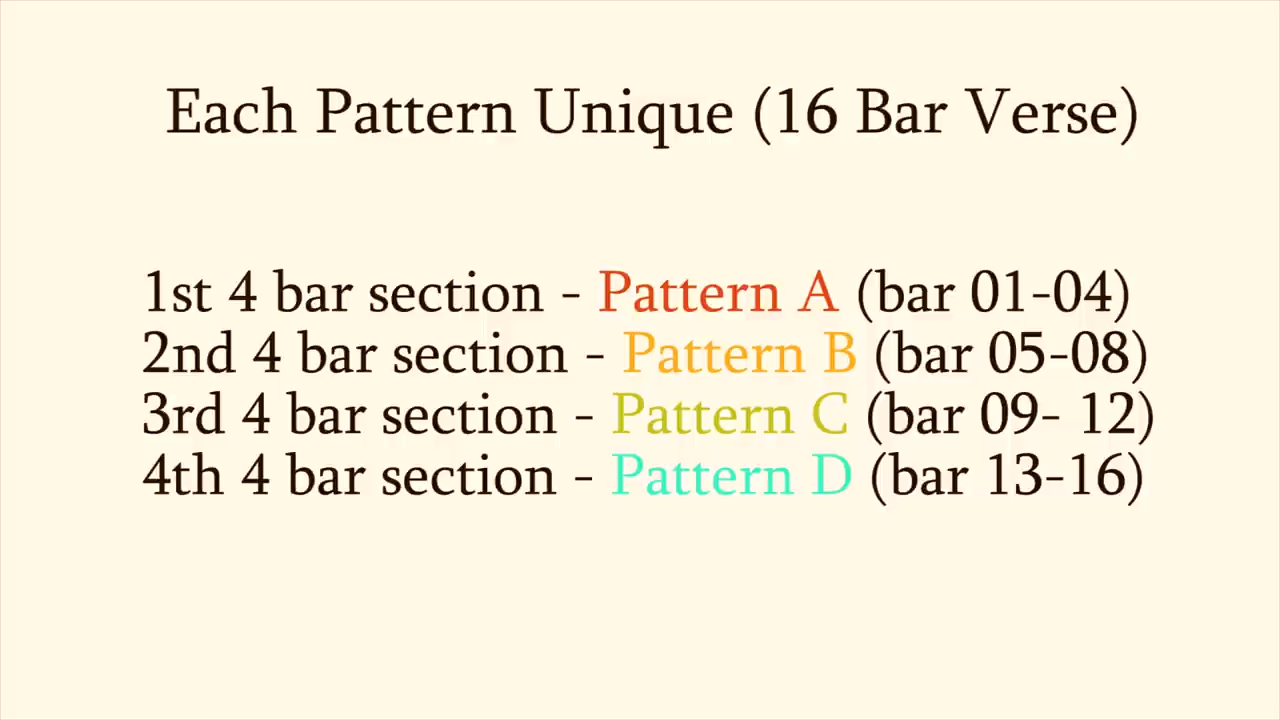 Each Pattern Unique (16 Bar Verse)
1st 4 bar section - Pattern A (bar 01-04)
2nd 4 bar section - Pattern B (bar 05-08)
3rd 4 bar section - Pattern C (bar 09- 12)
4th 4 bar section - Pattern D (bar 13-16)